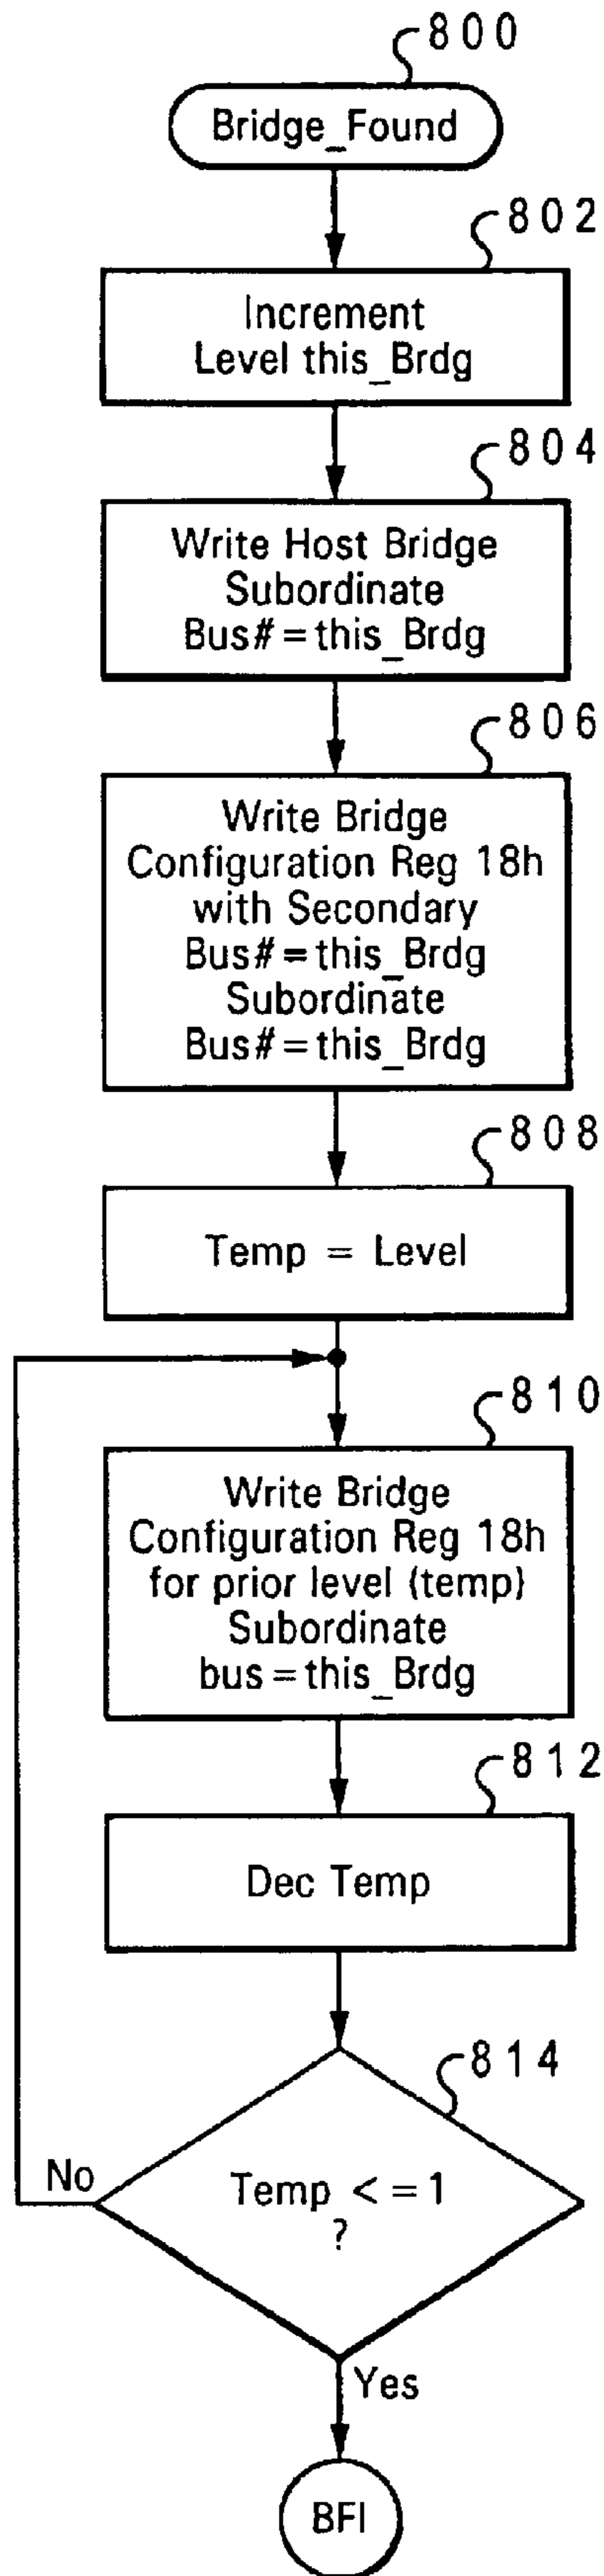 800
Bridge_Found
802
Increment
Level this_Brdg
804
Write Host Bridge
Subordinate
Bus#=this_Brdg
806
Write Bridge
Configuration Reg 18h
with Secondary
Bus#=this_Brdg
Subordinate
Bus#=this_Brdg
808
Temp = Level
810
Write Bridge
Configuration Reg 18h
for prior level (temp)
Subordinate
bus=this_Brdg
812
Dec Temp
814
No
Temp <=1
?
Yes
BFI